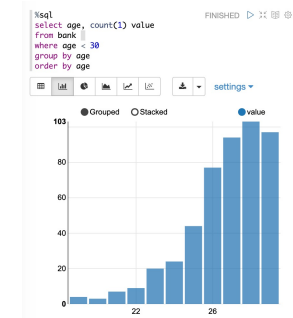 %sql
FINISHED
select age, count(1) value
from bank
where age < 30
group by age
order by age
settings
Grouped
Stacked
value
103
80
60
40
20
0
22
26